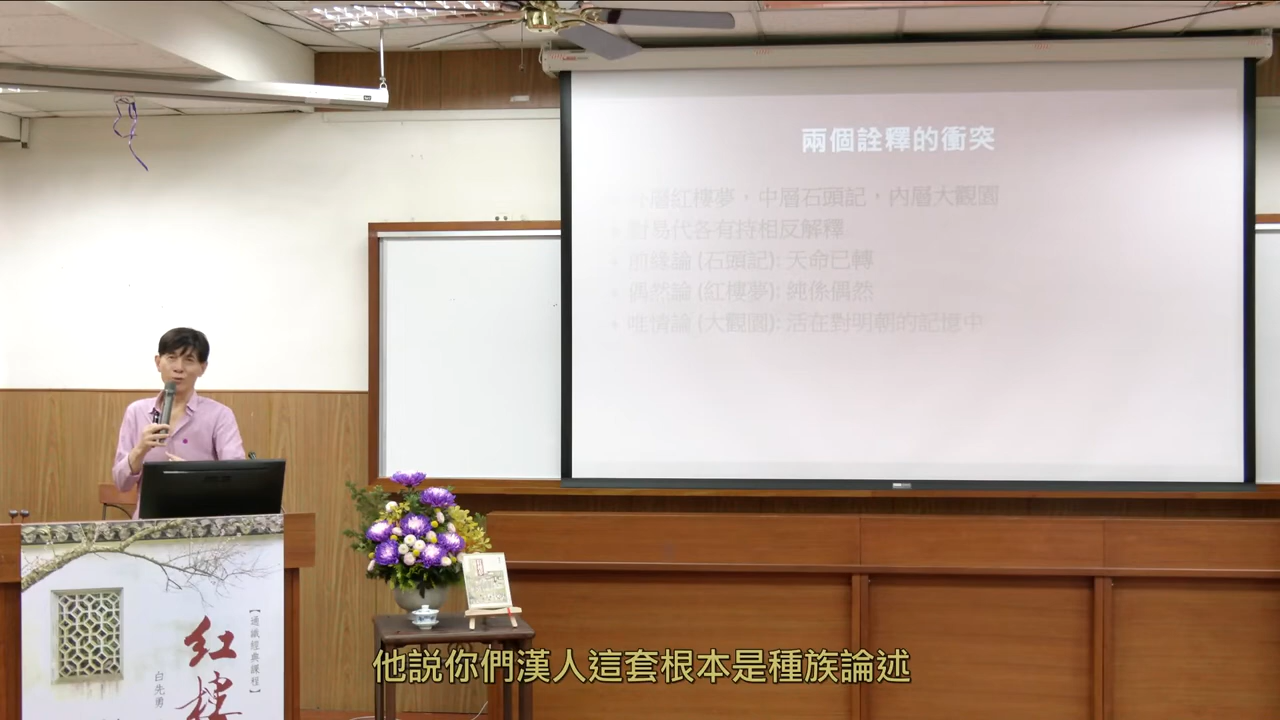 兩個詮釋的衝突
外層紅樓夢，中層石頭記，內層大觀園
對易代各有持相反解釋
前緣論 (石頭記): 天命已轉
偶然論 (紅樓夢): 純係偶然
唯情論 (大觀園): 活在對明朝的記憶中
【通識經典課程】
紅樓
白先勇
他説你們漢人這套根本是種族論述